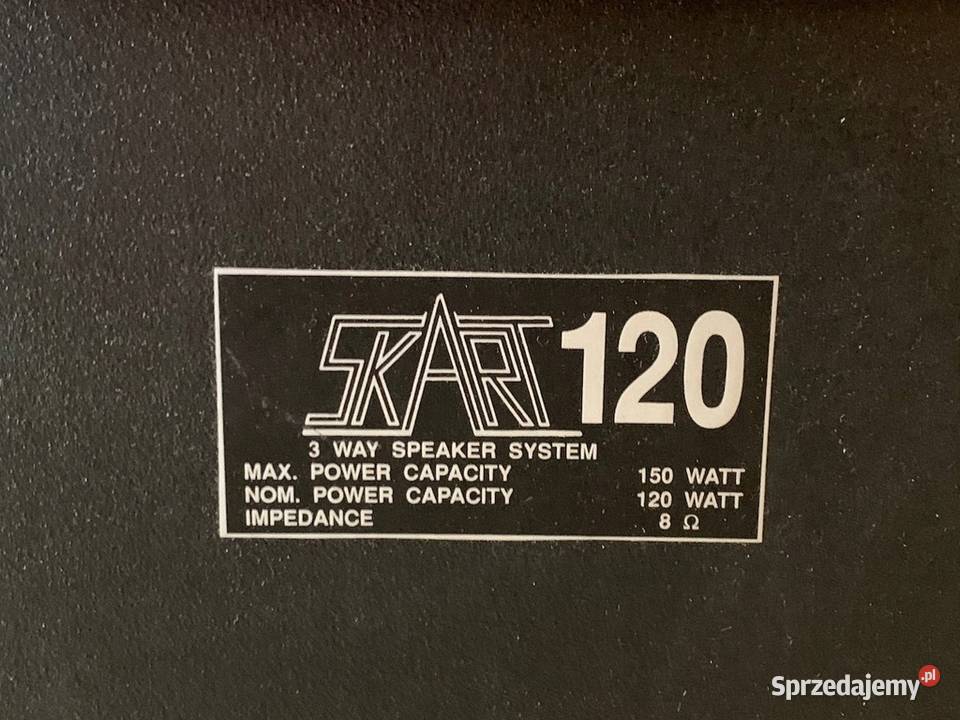 SKART 120
3 WAY SPEAKER SYSTEM
MAX. POWER CAPACITY 150 WATT
NOM. POWER CAPACITY 120 WATT
IMPEDANCE 8 Ω
Sprzedajemy.pl